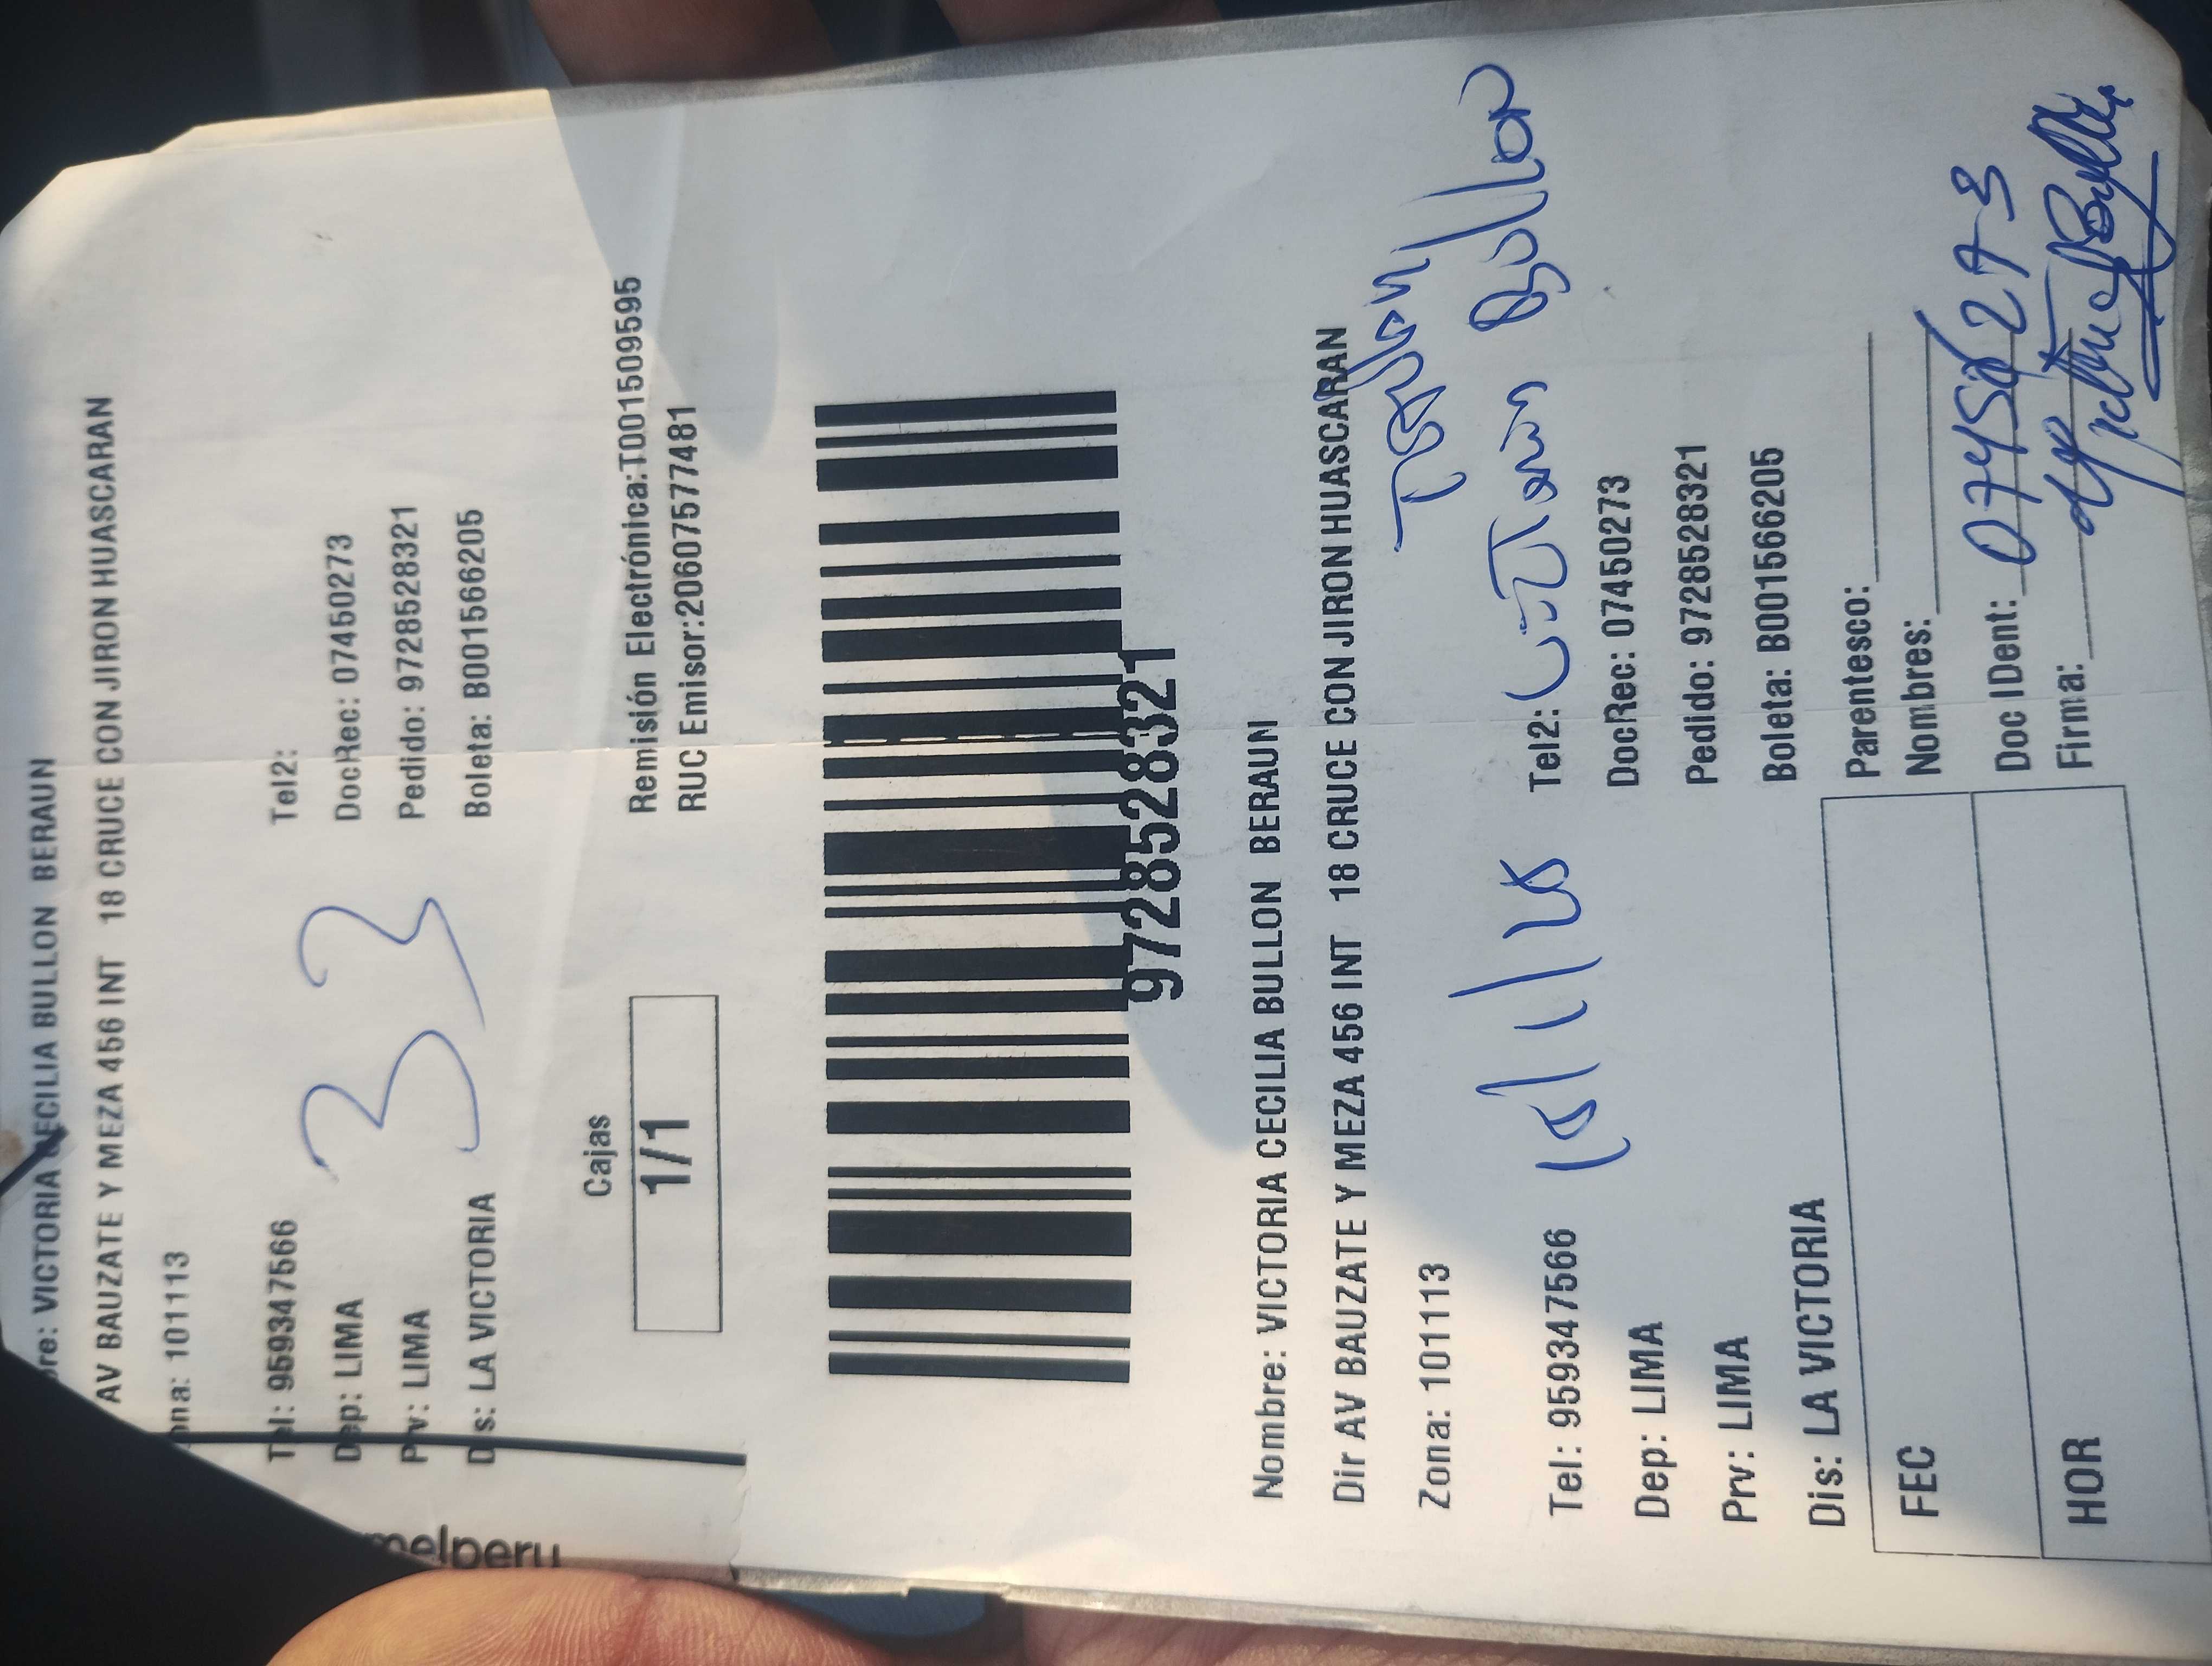 re: VICTORIA CECILIA BULLON BERAUN
AV BAUZATE Y MEZA 456 INT 18 CRUCE CON JIRON HUASCARAN
ona: 101113
Tel: 959347566 Tel2:
Dep: LIMA DocRec: 07450273
Prv: LIMA Pedido: 9728528321
Dis: LA VICTORIA Boleta: B001566205
33
Cajas
1/1
Remisión Electrónica:T001509595
RUC Emisor:20607577481
melperu
9728528321
Nombre: VICTORIA CECILIA BULLON BERAUN
Dir AV BAUZATE Y MEZA 456 INT 18 CRUCE CON JIRON HUASCARAN
Zona: 101113
Tel: 959347566 Tel2:
Bullon
Dep: LIMA DocRec: 07450273
Prv: LIMA Pedido: 9728528321
Dis: LA VICTORIA Boleta: B001566205
FEC Parentesco:
Nombres:
HOR Doc IDent: 07450273
Firma: